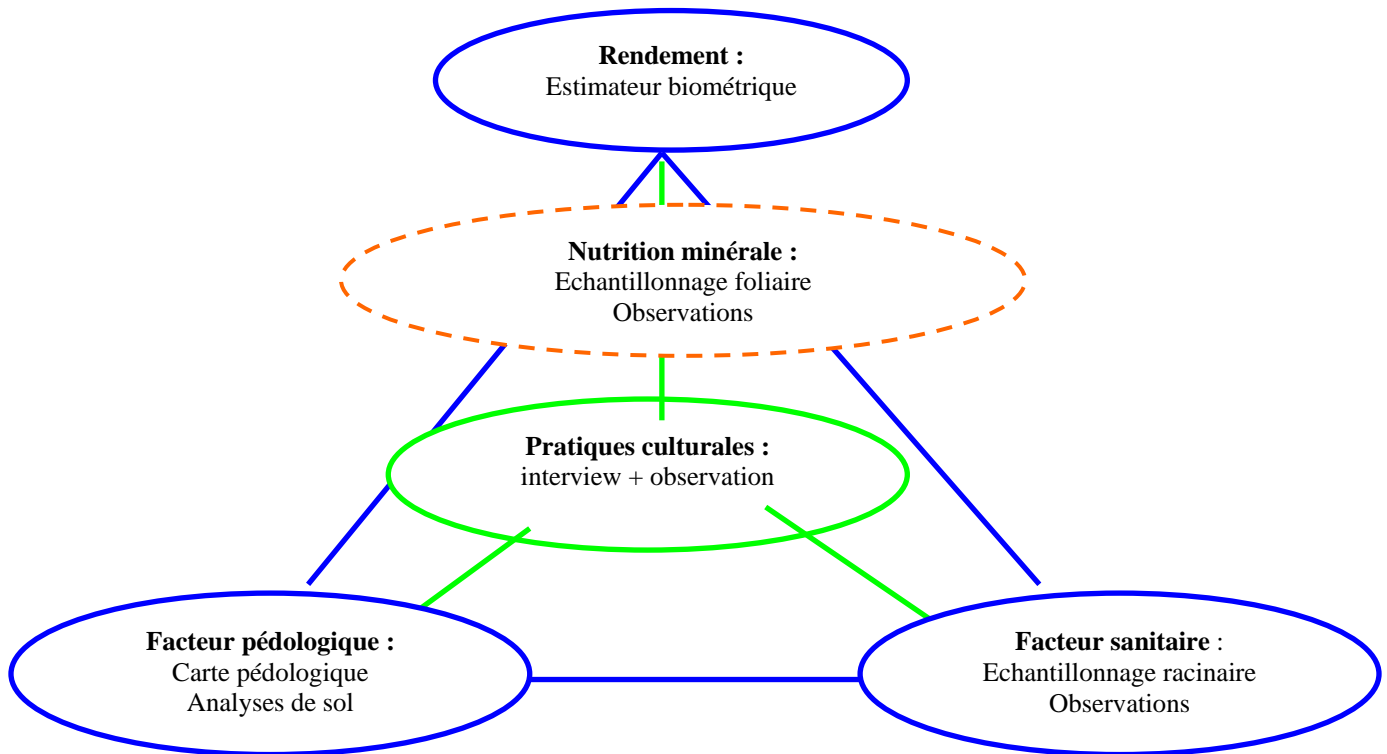 Rendement :
Estimateur biométrique
Nutrition minérale :
Echantillonnage foliaire
Observations
Pratiques culturales :
interview + observation
Facteur pédologique :
Carte pédologique
Analyses de sol
Facteur sanitaire :
Echantillonnage racinaire
Observations